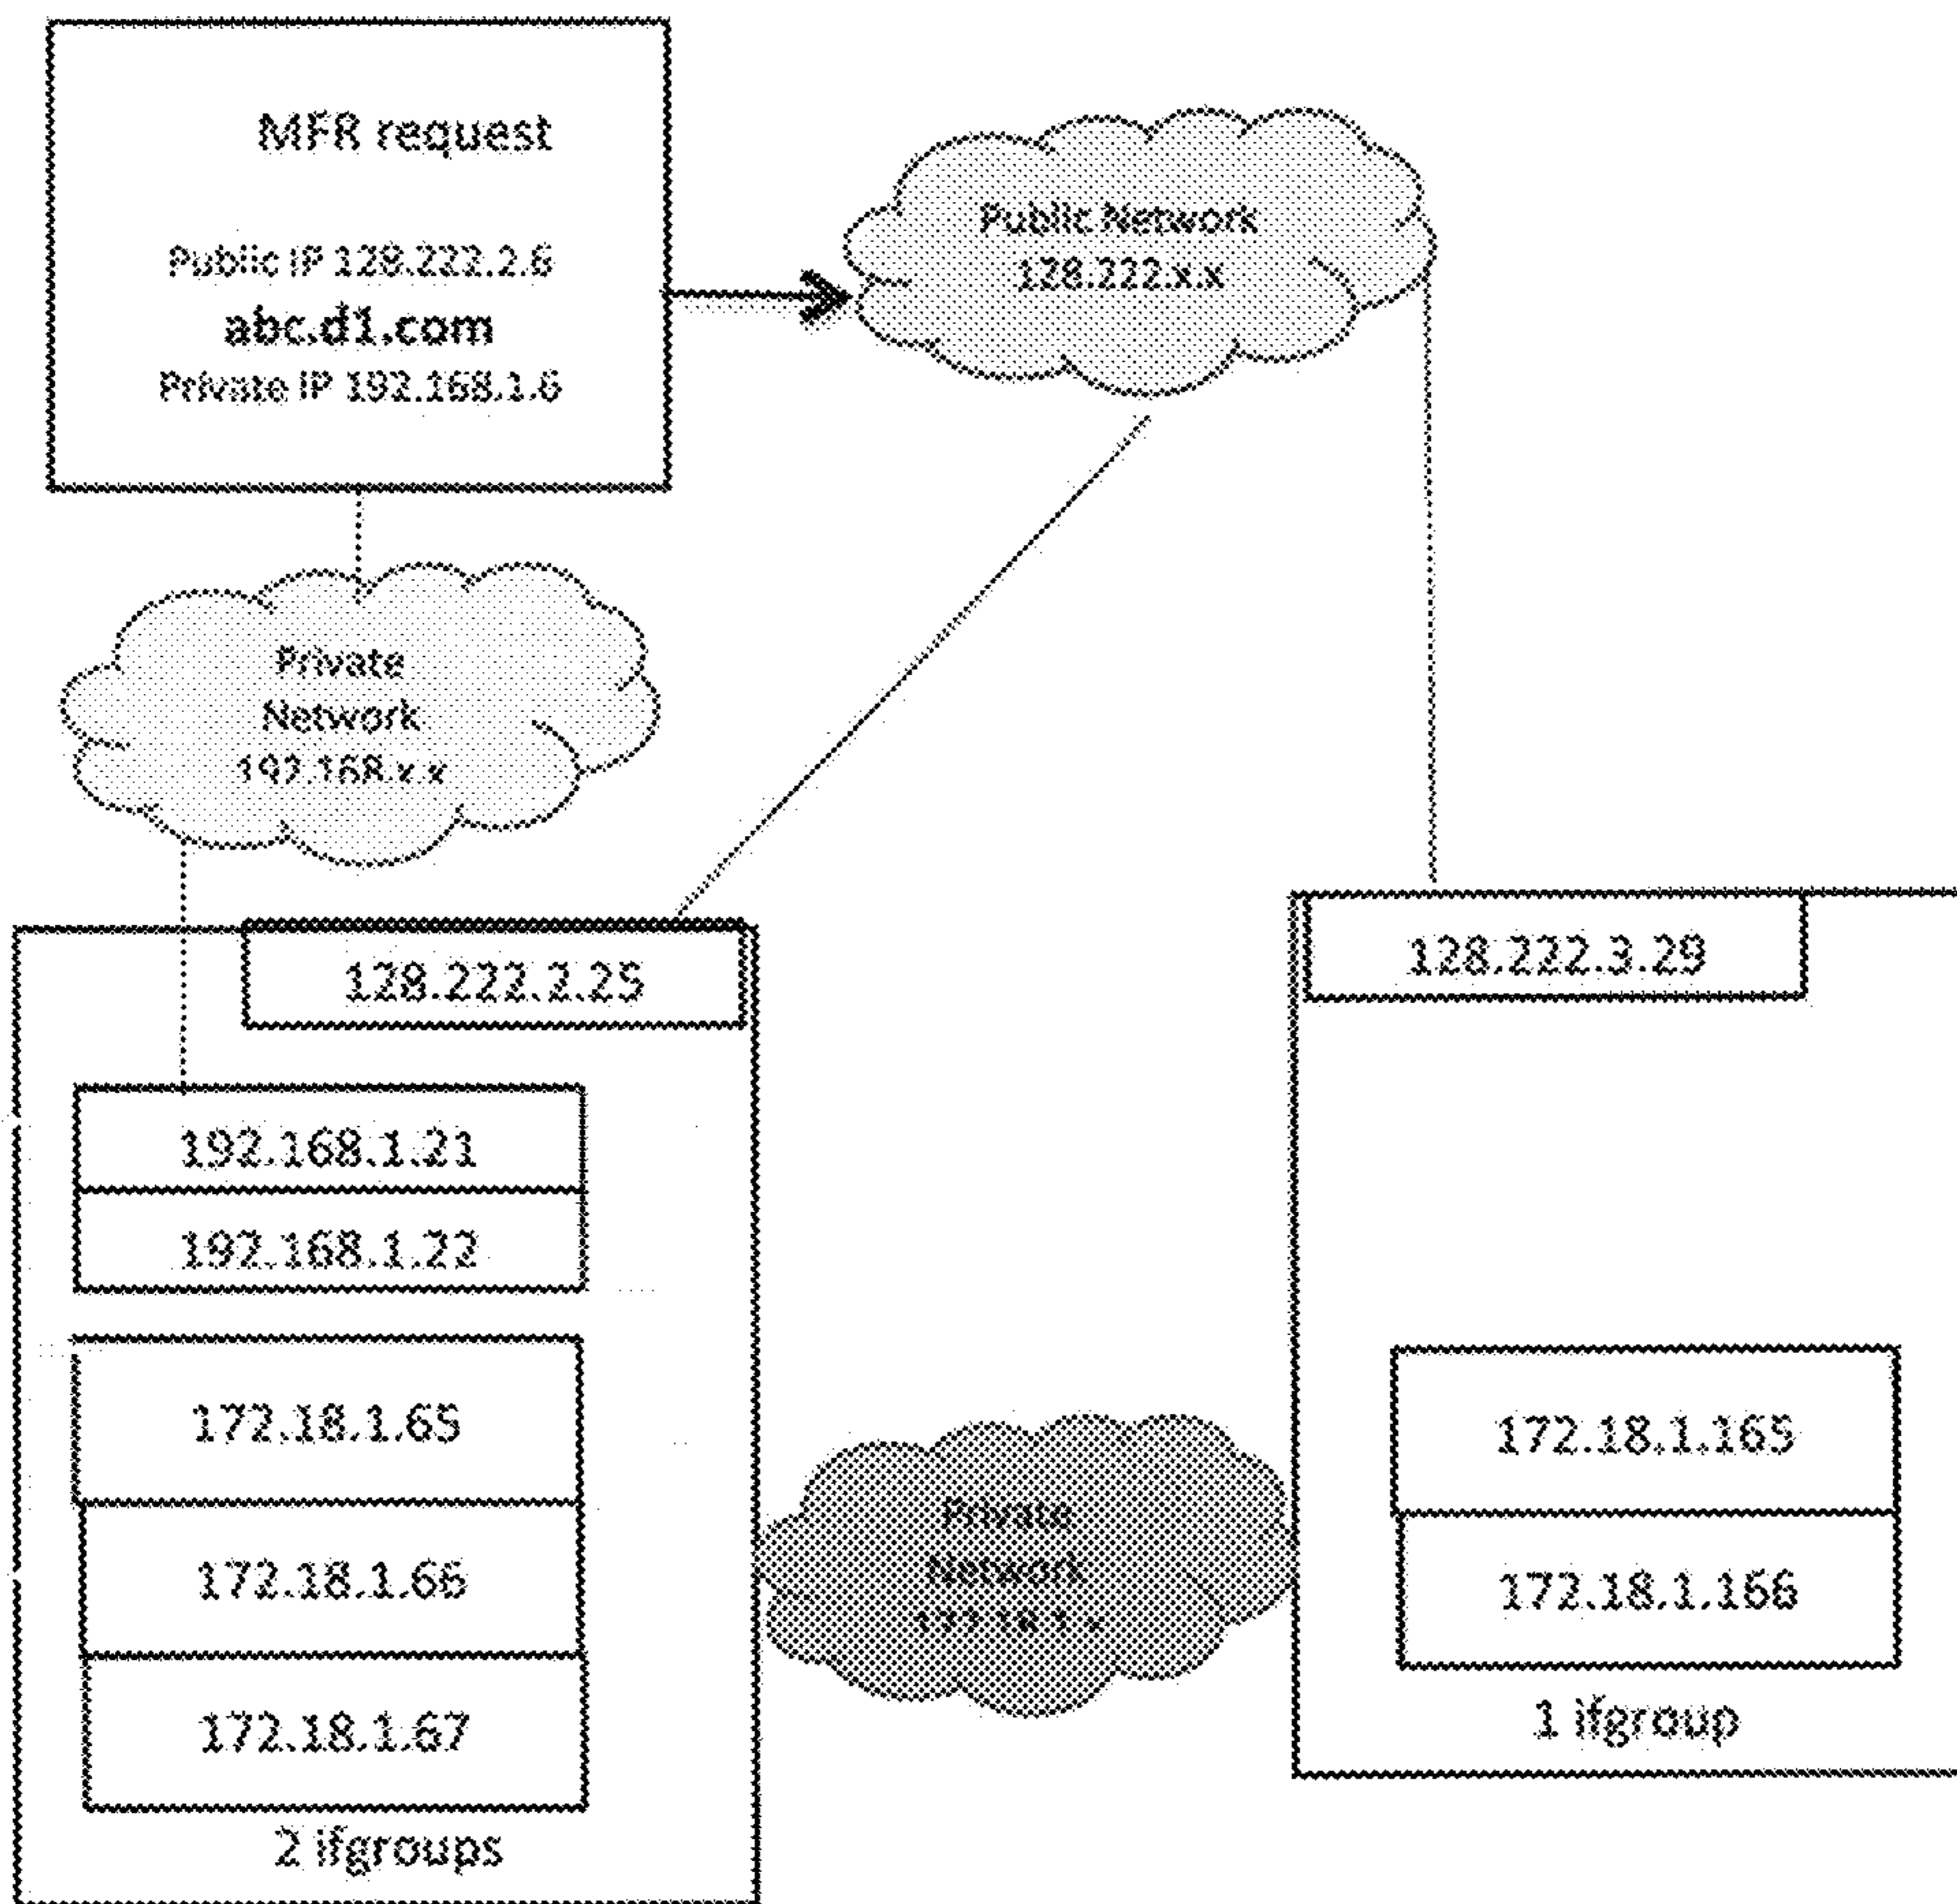 MFR request
Public IP 128.222.2.6
abc.d1.com
Private IP 192.168.1.6
Public Network
128.222.x.x
Private
Network
192.168.x.x
128.222.2.25
192.168.1.21
192.168.1.22
172.18.1.65
172.18.1.66
172.18.1.67
2 ifgroups
Private
Network
172.18.1.x
128.222.3.29
172.18.1.165
172.18.1.166
1 ifgroup